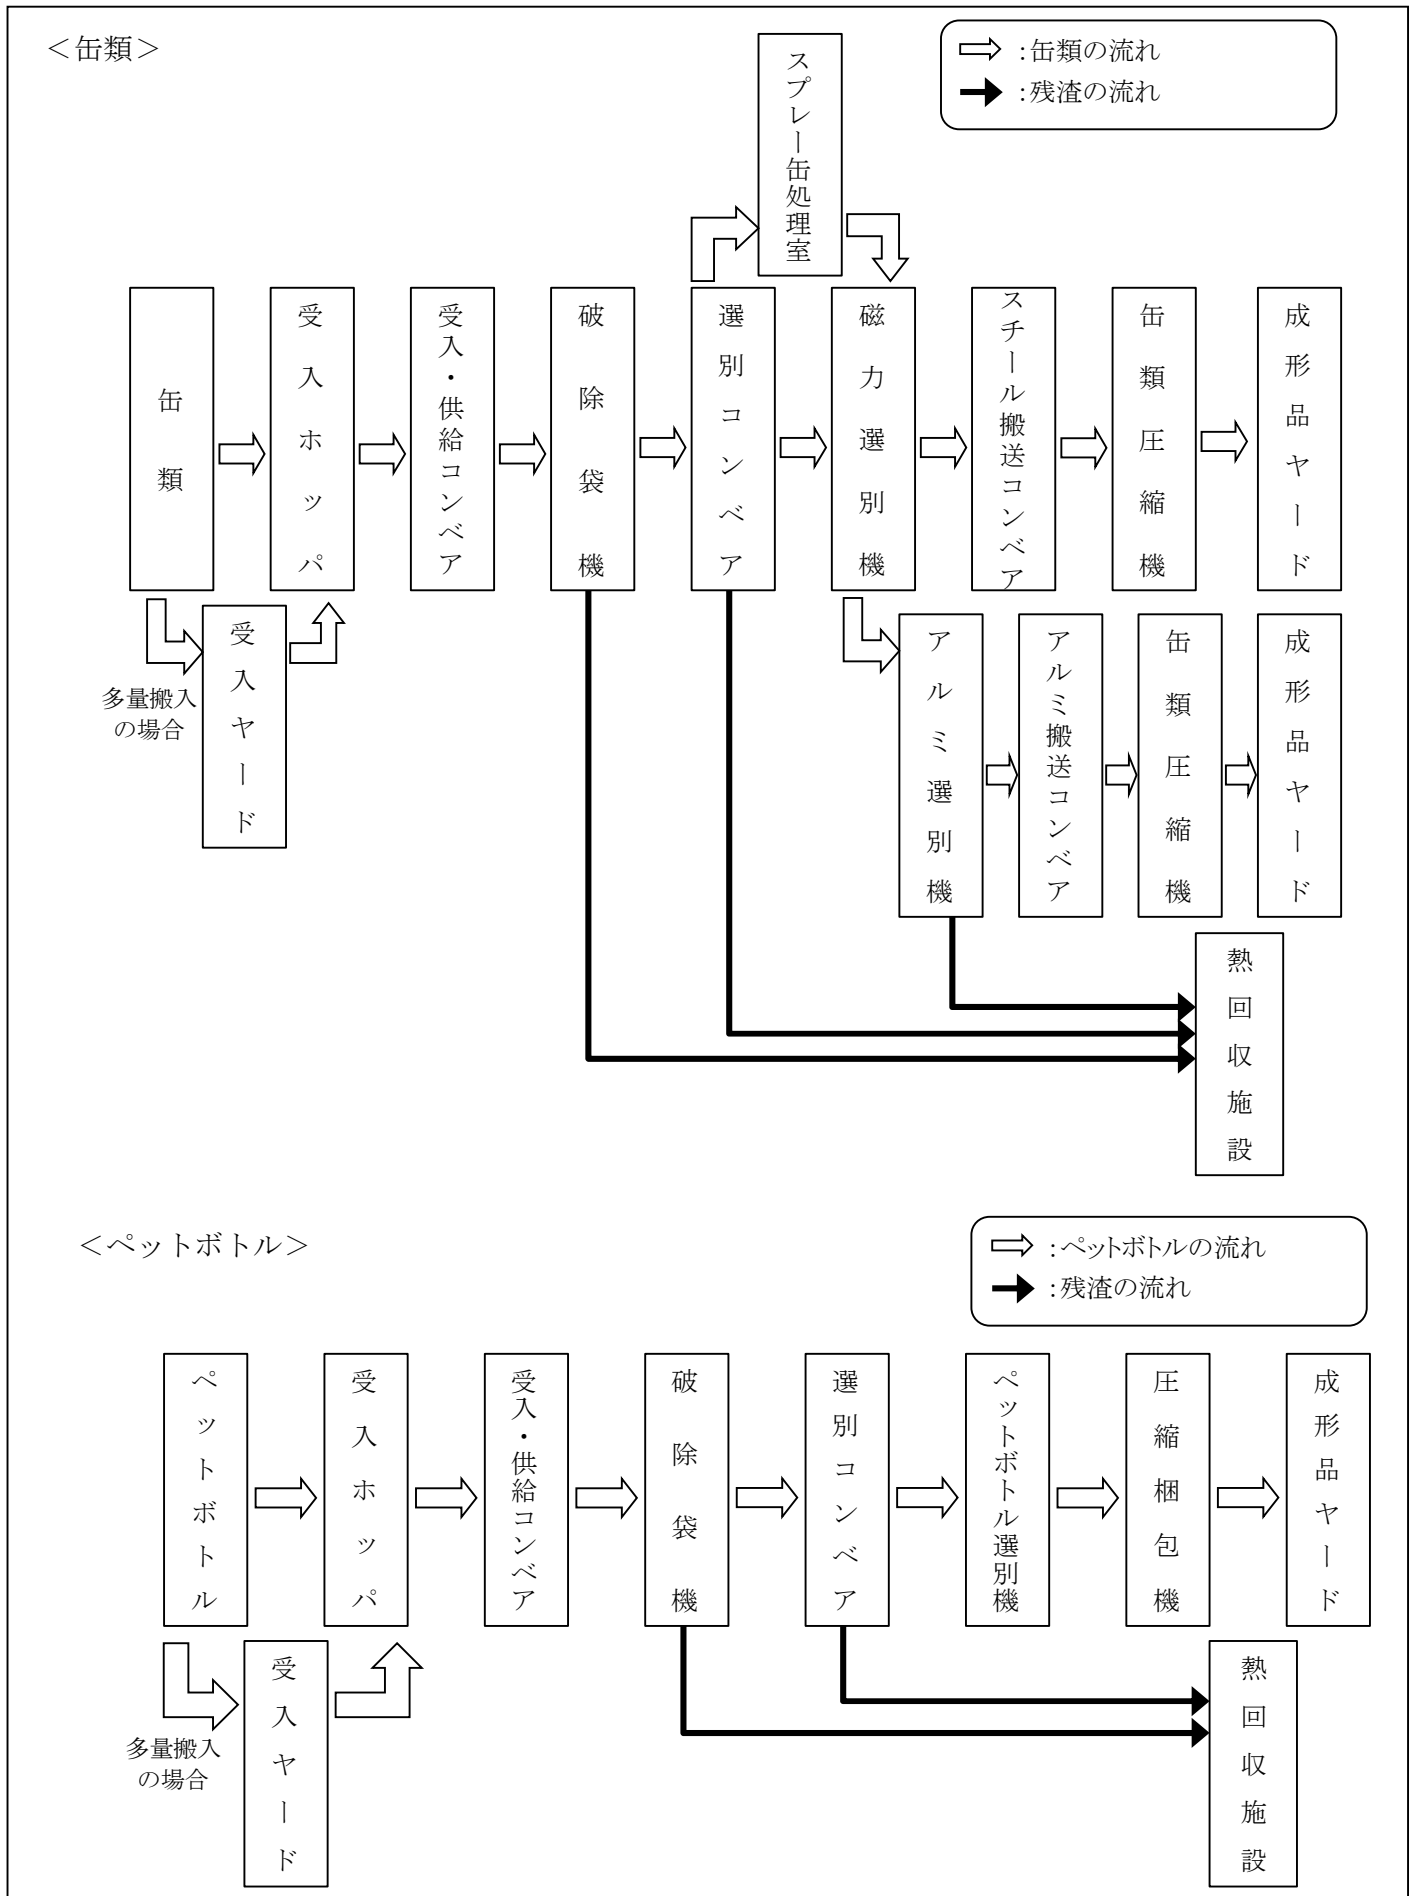 ＜缶類＞
：缶類の流れ
：残渣の流れ
スプレー缶処理室
缶類
受入ホッパ
受入・供給コンベア
破除袋機
選別コンベア
磁力選別機
スチール搬送コンベア
缶類圧縮機
成形品ヤード
多量搬入
の場合
受入ヤード
アルミ選別機
アルミ搬送コンベア
缶類圧縮機
成形品ヤード
熱回収施設
＜ペットボトル＞
：ペットボトルの流れ
：残渣の流れ
ペットボトル
受入ホッパ
受入・供給コンベア
破除袋機
選別コンベア
ペットボトル選別機
圧縮梱包機
成形品ヤード
多量搬入
の場合
受入ヤード
熱回収施設